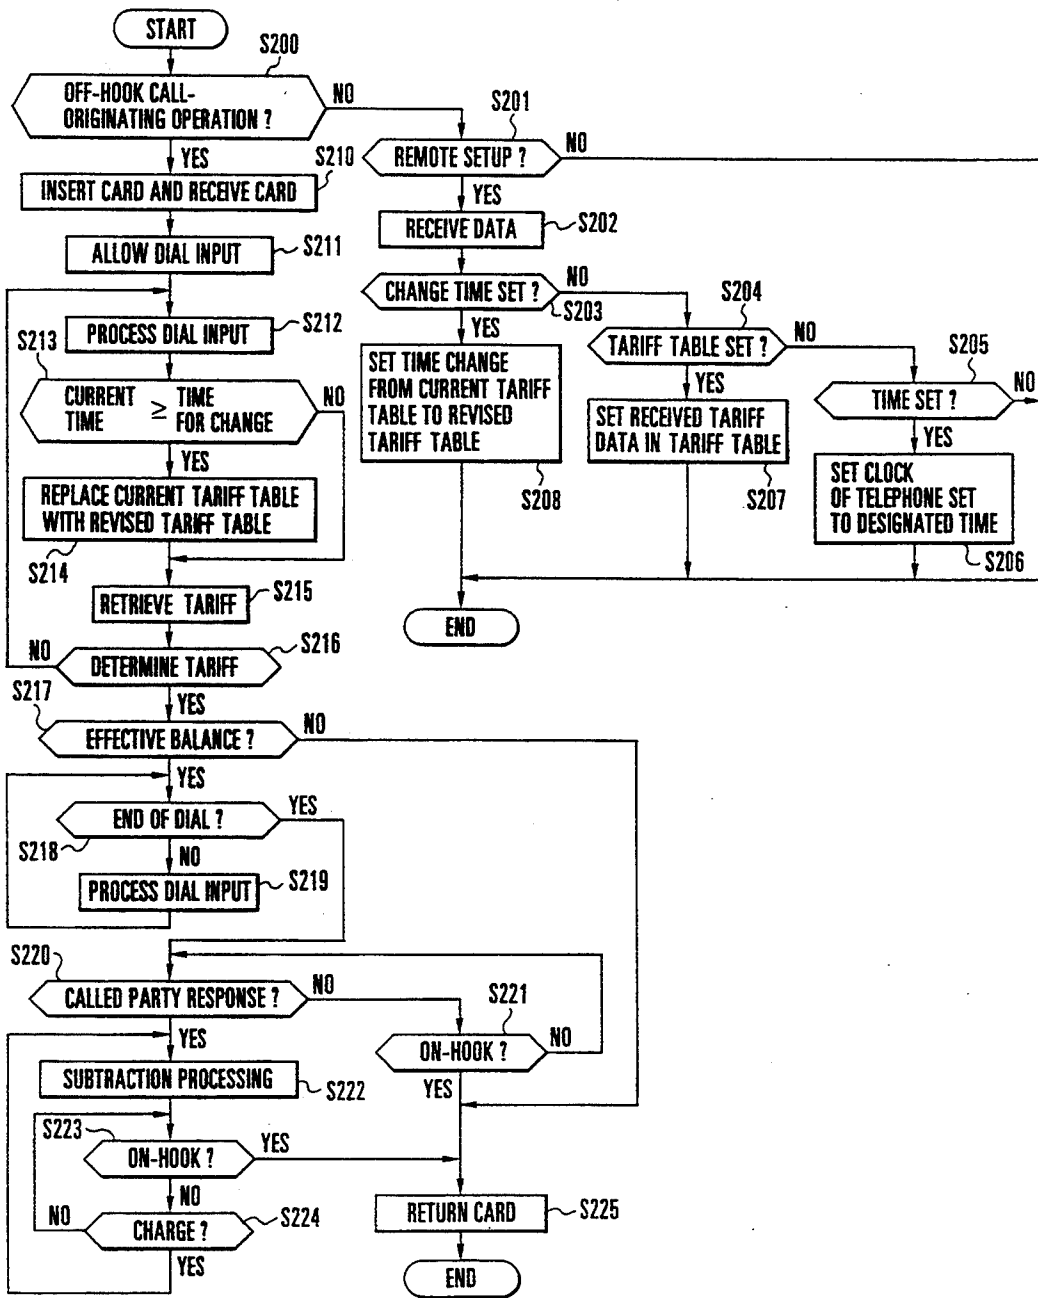 START
S200
OFF-HOOK CALL-
ORIGINATING OPERATION ?
NO
YES
S201
REMOTE SETUP ?
NO
YES
S210
INSERT CARD AND RECEIVE CARD
RECEIVE DATA
S202
ALLOW DIAL INPUT
S211
CHANGE TIME SET ?
NO
S203
YES
S204
TARIFF TABLE SET ?
NO
YES
S205
TIME SET ?
NO
YES
PROCESS DIAL INPUT
S212
S213
CURRENT
TIME
≥
TIME
FOR CHANGE
NO
YES
SET TIME CHANGE
FROM CURRENT TARIFF
TABLE TO REVISED
TARIFF TABLE
S208
SET RECEIVED TARIFF
DATA IN TARIFF TABLE
S207
SET CLOCK
OF TELEPHONE SET
TO DESIGNATED TIME
S206
REPLACE CURRENT TARIFF TABLE
WITH REVISED TARIFF TABLE
S214
RETRIEVE TARIFF
S215
END
S216
NO
DETERMINE TARIFF
YES
S217
EFFECTIVE BALANCE ?
NO
YES
END OF DIAL ?
YES
S218
NO
PROCESS DIAL INPUT
S219
S220
CALLED PARTY RESPONSE ?
NO
YES
S221
ON-HOOK ?
NO
YES
SUBTRACTION PROCESSING
S222
S223
ON-HOOK ?
YES
NO
NO
CHARGE ?
S224
YES
RETURN CARD
S225
END